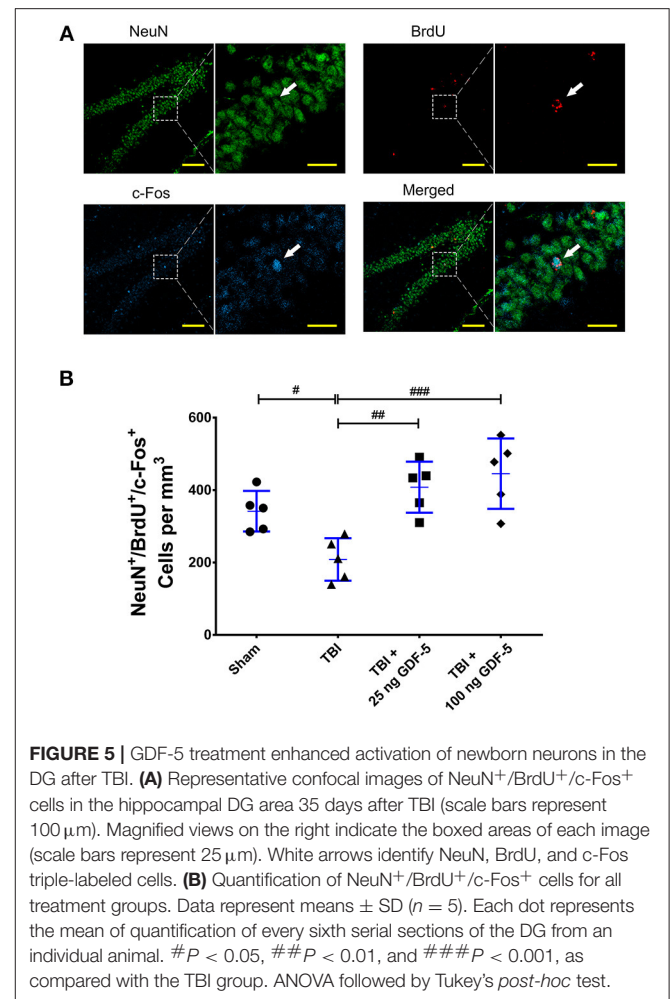 A
NeuN
BrdU
c-Fos
Merged
B
#
###
##
NeuN⁺/BrdU⁺/c-Fos⁺
Cells per mm³
600
400
200
0
Sham
TBI
TBI +
25 ng GDF-5
TBI +
100 ng GDF-5
FIGURE 5 | GDF-5 treatment enhanced activation of newborn neurons in the
DG after TBI. (A) Representative confocal images of NeuN⁺/BrdU⁺/c-Fos⁺
cells in the hippocampal DG area 35 days after TBI (scale bars represent
100 μm). Magnified views on the right indicate the boxed areas of each image
(scale bars represent 25 μm). White arrows identify NeuN, BrdU, and c-Fos
triple-labeled cells. (B) Quantification of NeuN⁺/BrdU⁺/c-Fos⁺ cells for all
treatment groups. Data represent means ± SD (n = 5). Each dot represents
the mean of quantification of every sixth serial sections of the DG from an
individual animal. #P < 0.05, ##P < 0.01, and ###P < 0.001, as
compared with the TBI group. ANOVA followed by Tukey's post-hoc test.